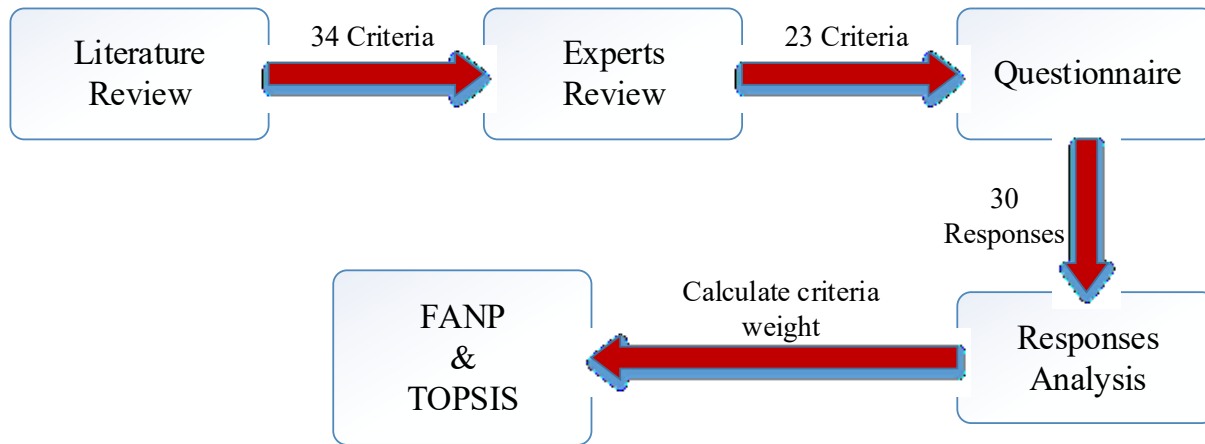 Literature
Review
34 Criteria
Experts
Review
23 Criteria
Questionnaire
30
Responses
Responses
Analysis
Calculate criteria
weight
FANP
&
TOPSIS